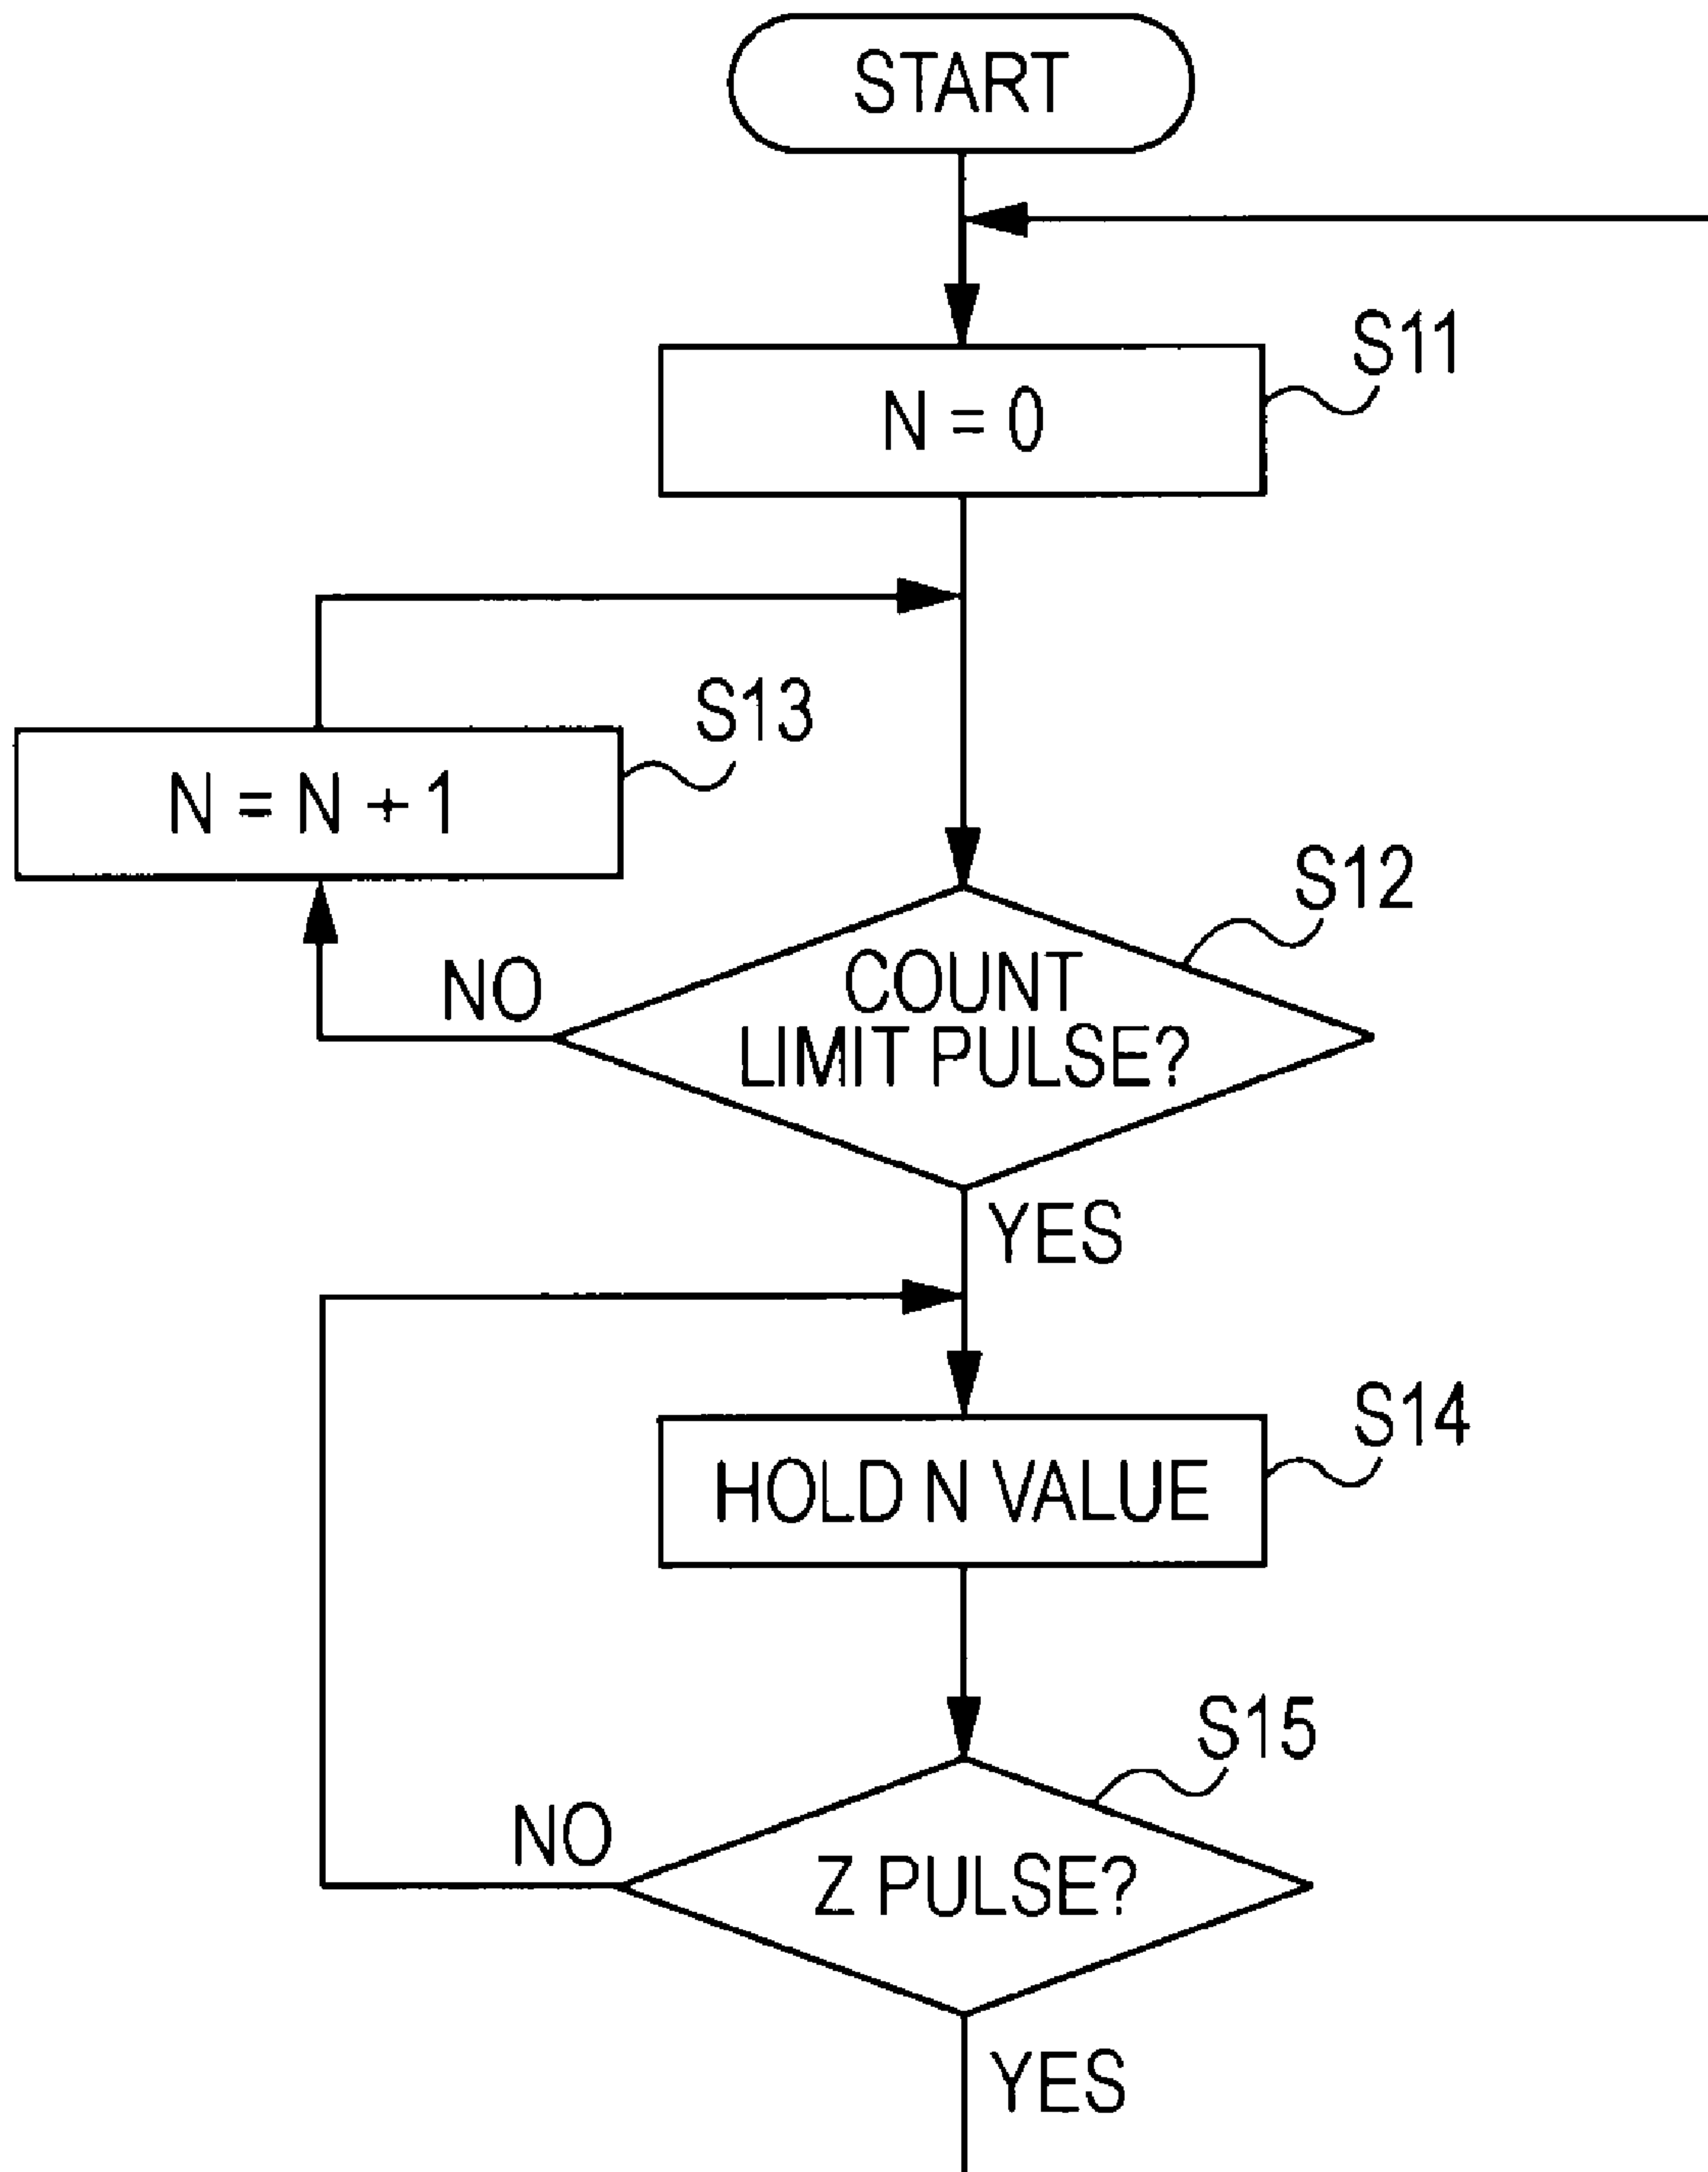 START
S11
N = 0
S13
N = N + 1
S12
COUNT
LIMIT PULSE?
NO
YES
S14
HOLD N VALUE
S15
NO
Z PULSE?
YES